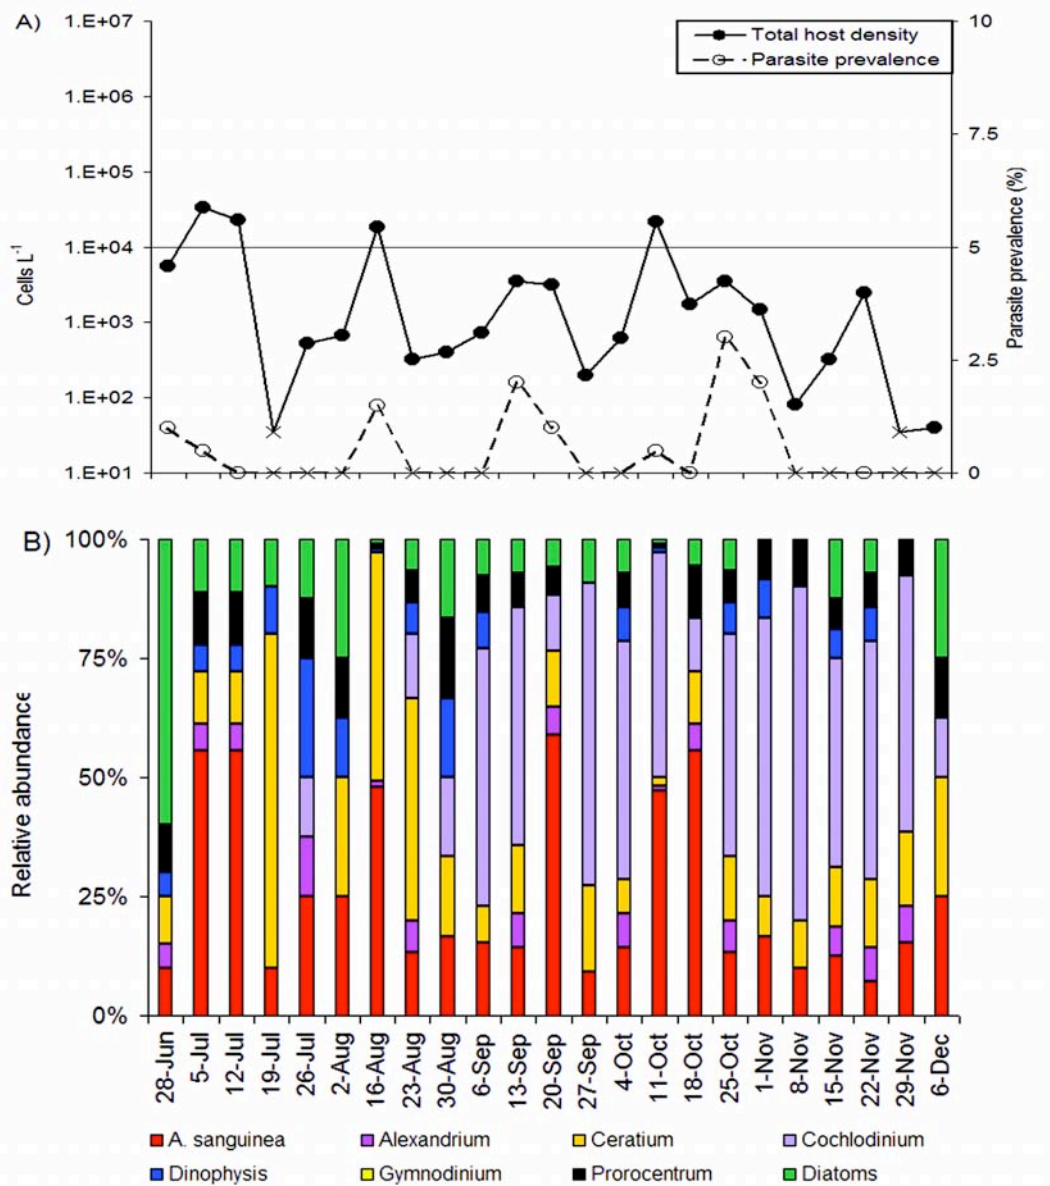 A)
1.E+07
1.E+06
1.E+05
1.E+04
1.E+03
1.E+02
1.E+01
Cells L-1
Total host density
Parasite prevalence
10
7.5
5
2.5
0
Parasite prevalence (%)
B)
100%
75%
50%
25%
0%
Relative abundance
28-Jun
5-Jul
12-Jul
19-Jul
26-Jul
2-Aug
16-Aug
23-Aug
30-Aug
6-Sep
13-Sep
20-Sep
27-Sep
4-Oct
11-Oct
18-Oct
25-Oct
1-Nov
8-Nov
15-Nov
22-Nov
29-Nov
6-Dec
A. sanguinea Alexandrium Ceratium Cochlodinium
Dinophysis Gymnodinium Prorocentrum Diatoms